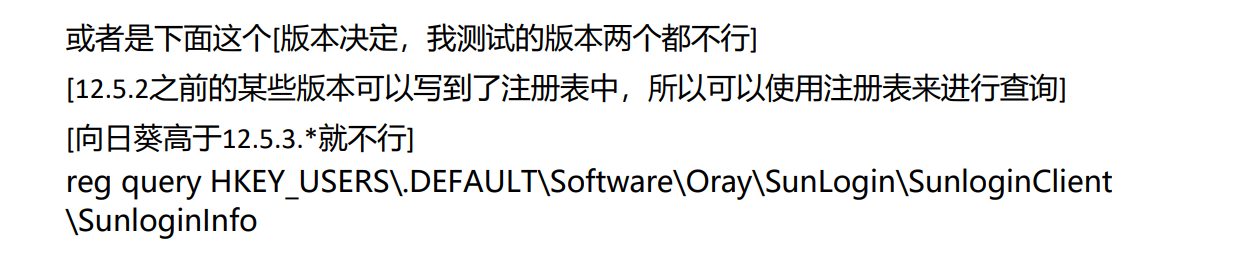 或者是下面这个[版本决定，我测试的版本两个都不行]
[12.5.2之前的某些版本可以写到了注册表中，所以可以使用注册表来进行查询]
[向日葵高于12.5.3.*就不行]
reg query HKEY_USERS\.DEFAULT\Software\Oray\SunLogin\SunloginClient
\SunloginInfo